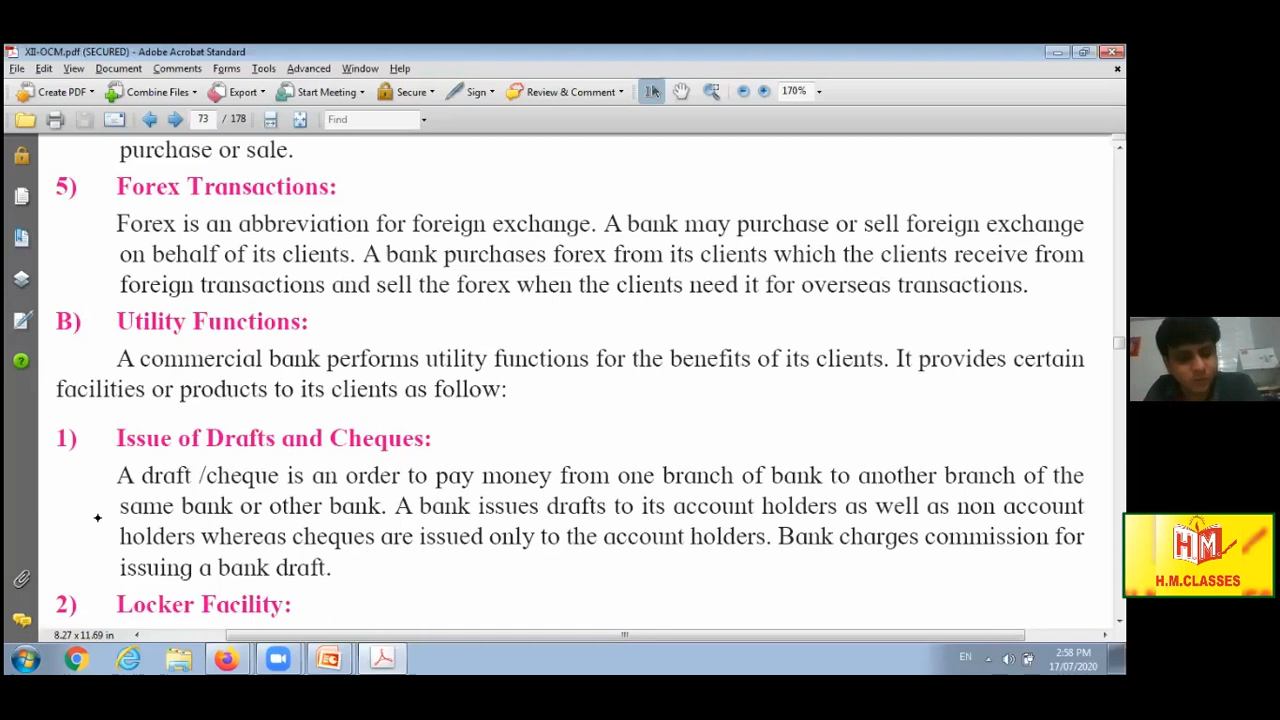 XII-OCM.pdf (SECURED) - Adobe Acrobat Standard
File Edit View Document Comments Forms Tools Advanced Window Help
Create PDF Combine Files Export Start Meeting Secure Sign Review & Comment 170%
73 / 178 Find
purchase or sale.
5) Forex Transactions:
Forex is an abbreviation for foreign exchange. A bank may purchase or sell foreign exchange
on behalf of its clients. A bank purchases forex from its clients which the clients receive from
foreign transactions and sell the forex when the clients need it for overseas transactions.
B) Utility Functions:
A commercial bank performs utility functions for the benefits of its clients. It provides certain
facilities or products to its clients as follow:
1) Issue of Drafts and Cheques:
A draft /cheque is an order to pay money from one branch of bank to another branch of the
same bank or other bank. A bank issues drafts to its account holders as well as non account
holders whereas cheques are issued only to the account holders. Bank charges commission for
issuing a bank draft.
2) Locker Facility:
8.27 x 11.69 in
HM
H.M.CLASSES
EN
2:58 PM
17/07/2020